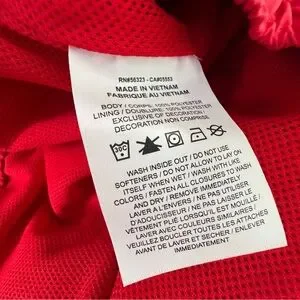 RN#56323 - CA#05553
MADE IN VIETNAM
FABRIQUÉ AU VIETNAM
BODY / CORPS: 100% POLYESTER
LINING / DOUBLURE: 100% POLYESTER
EXCLUSIVE OF DECORATION /
DECORATION NON COMPRISE
30C
WASH INSIDE OUT / DO NOT USE
SOFTENERS / DO NOT ALLOW TO LAY ON
ITSELF WHEN WET / WASH WITH LIKE
COLORS / FASTEN ALL CLOSURES TO WASH
AND DRY / REMOVE IMMEDIATELY
LAVER A L'ENVERS / NE PAS UTILISER
D'ADOUCISSEUR / NE PAS LAISSER LE
VÊTEMENT PLIÉ LORSQU'IL EST MOUILLÉ /
LAVER AVEC COULEURS SIMILAIRES /
VEUILLEZ BOUCLER TOUTES LES ATTACHES
AVANT DE LAVER OU SÉCHER / ENLEVER
IMMEDIATEMENT